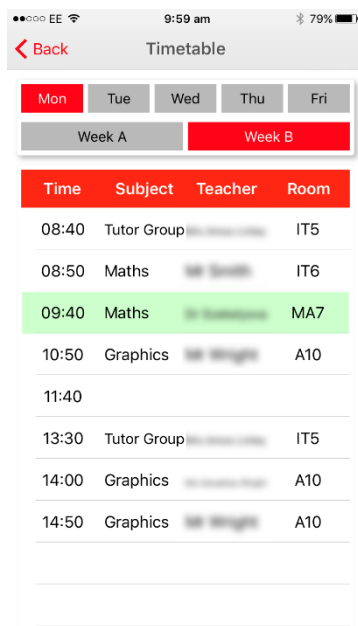 EE 9:59 am 79%
Back Timetable
Mon Tue Wed Thu Fri
Week A Week B
Time Subject Teacher Room
08:40 Tutor Group IT5
08:50 Maths IT6
09:40 Maths MA7
10:50 Graphics A10
11:40
13:30 Tutor Group IT5
14:00 Graphics A10
14:50 Graphics A10